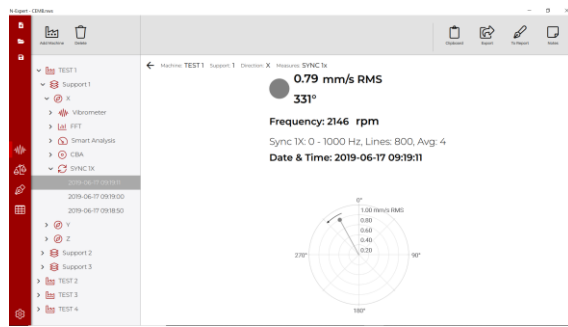 N-Expert - CEMB.nex
Add Machine
Delete
Clipboard
Export
To Report
Notes
Machine: TEST 1 Support: 1 Direction: X Measures: SYNC 1x
TEST 1
Support 1
X
Vibrometer
FFT
Smart Analysis
CBA
SYNC 1X
2019-06-17 09:19:11
2019-06-17 09:19:00
2019-06-17 09:18:50
Y
Z
Support 2
Support 3
TEST 2
TEST 3
TEST 4
0.79 mm/s RMS
331°
Frequency: 2146 rpm
Sync 1X: 0 - 1000 Hz, Lines: 800, Avg: 4
Date & Time: 2019-06-17 09:19:11
0°
1.00 mm/s RMS
0.80
0.60
0.40
0.20
270°
90°
180°